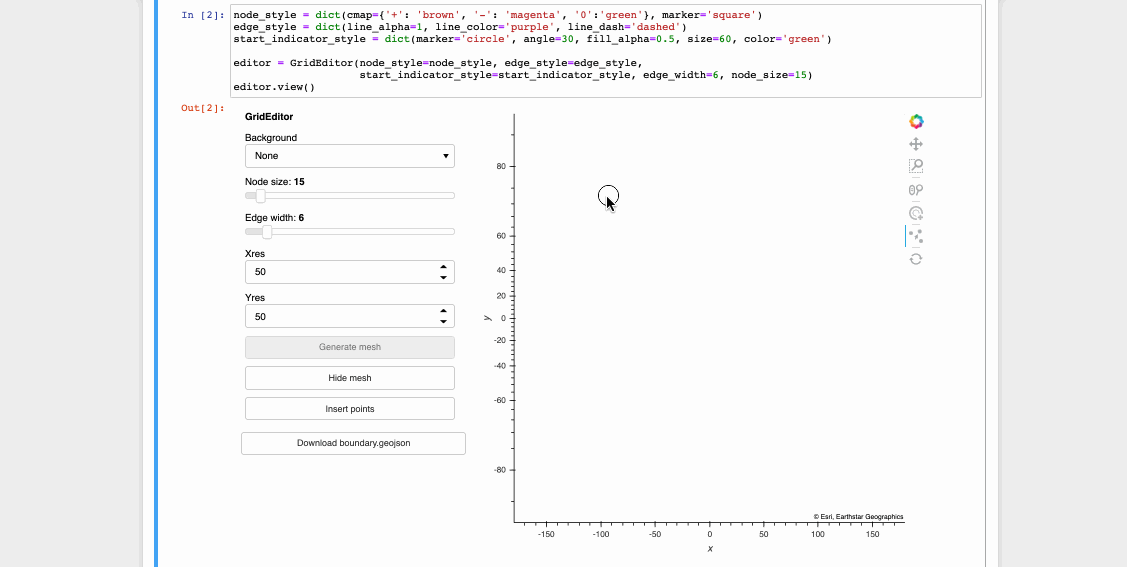 In [2]:
node_style = dict(cmap={'+': 'brown', '-': 'magenta', '0':'green'}, marker='square')
edge_style = dict(line_alpha=1, line_color='purple', line_dash='dashed')
start_indicator_style = dict(marker='circle', angle=30, fill_alpha=0.5, size=60, color='green')
editor = GridEditor(node_style=node_style, edge_style=edge_style,
start_indicator_style=start_indicator_style, edge_width=6, node_size=15)
editor.view()
Out[2]:
GridEditor
Background
None
Node size: 15
Edge width: 6
Xres
50
Yres
50
Generate mesh
Hide mesh
Insert points
Download boundary.geojson
80
60
40
20
0
-20
-40
-60
-80
y
© Esri, Earthstar Geographics
-150 -100 -50 0 50 100 150
x